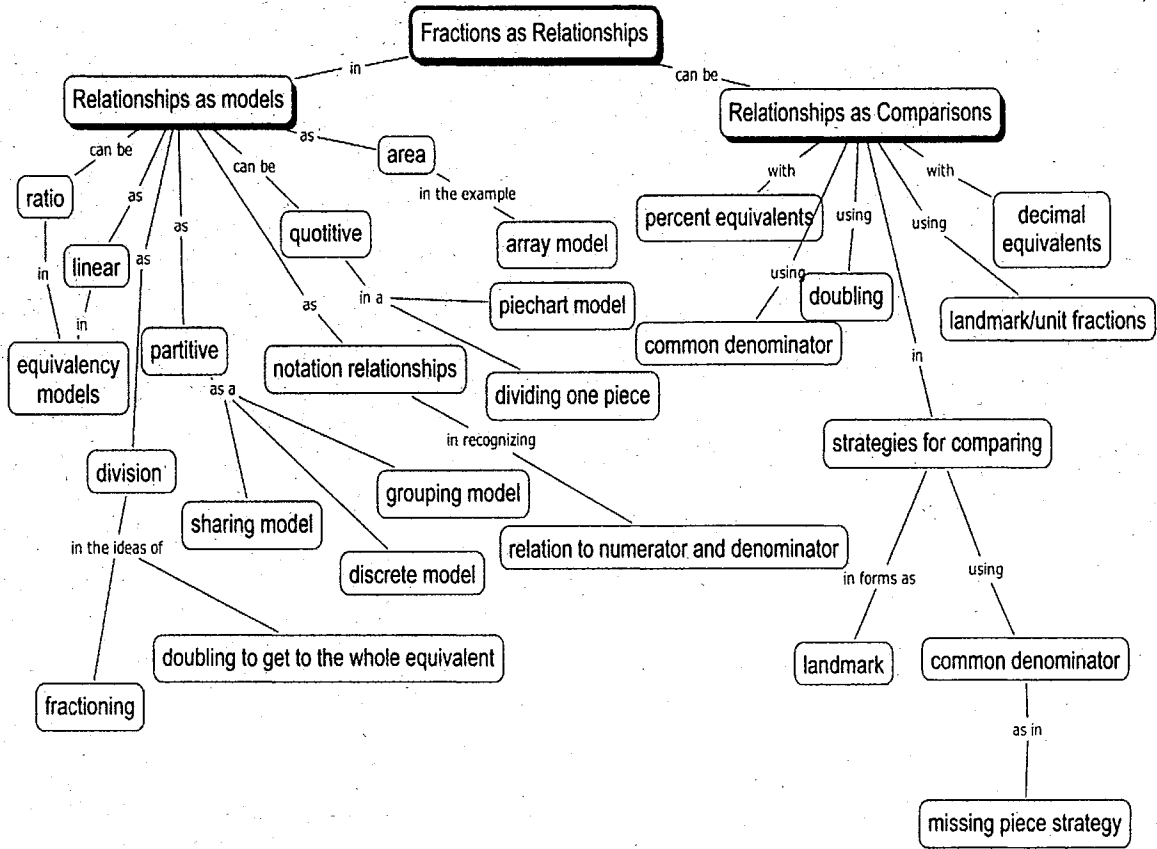 Fractions as Relationships
in
can be
Relationships as models
Relationships as Comparisons
can be
as
can be
as
area
with
with
ratio
as
as
in the example
percent equivalents
using
using
decimal
equivalents
quotitive
array model
in
linear
as
using
doubling
in
as
in a
piechart model
landmark/unit fractions
equivalency
models
partitive
notation relationships
common denominator
in
as a
dividing one piece
in recognizing
strategies for comparing
division
grouping model
sharing model
in the ideas of
relation to numerator and denominator
discrete model
in forms as
using
doubling to get to the whole equivalent
landmark
common denominator
fractioning
as in
missing piece strategy